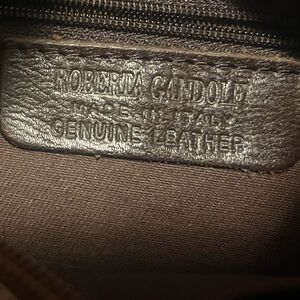 ROBERTA GANDOLFI
MADE IN ITALY
GENUINE LEATHER